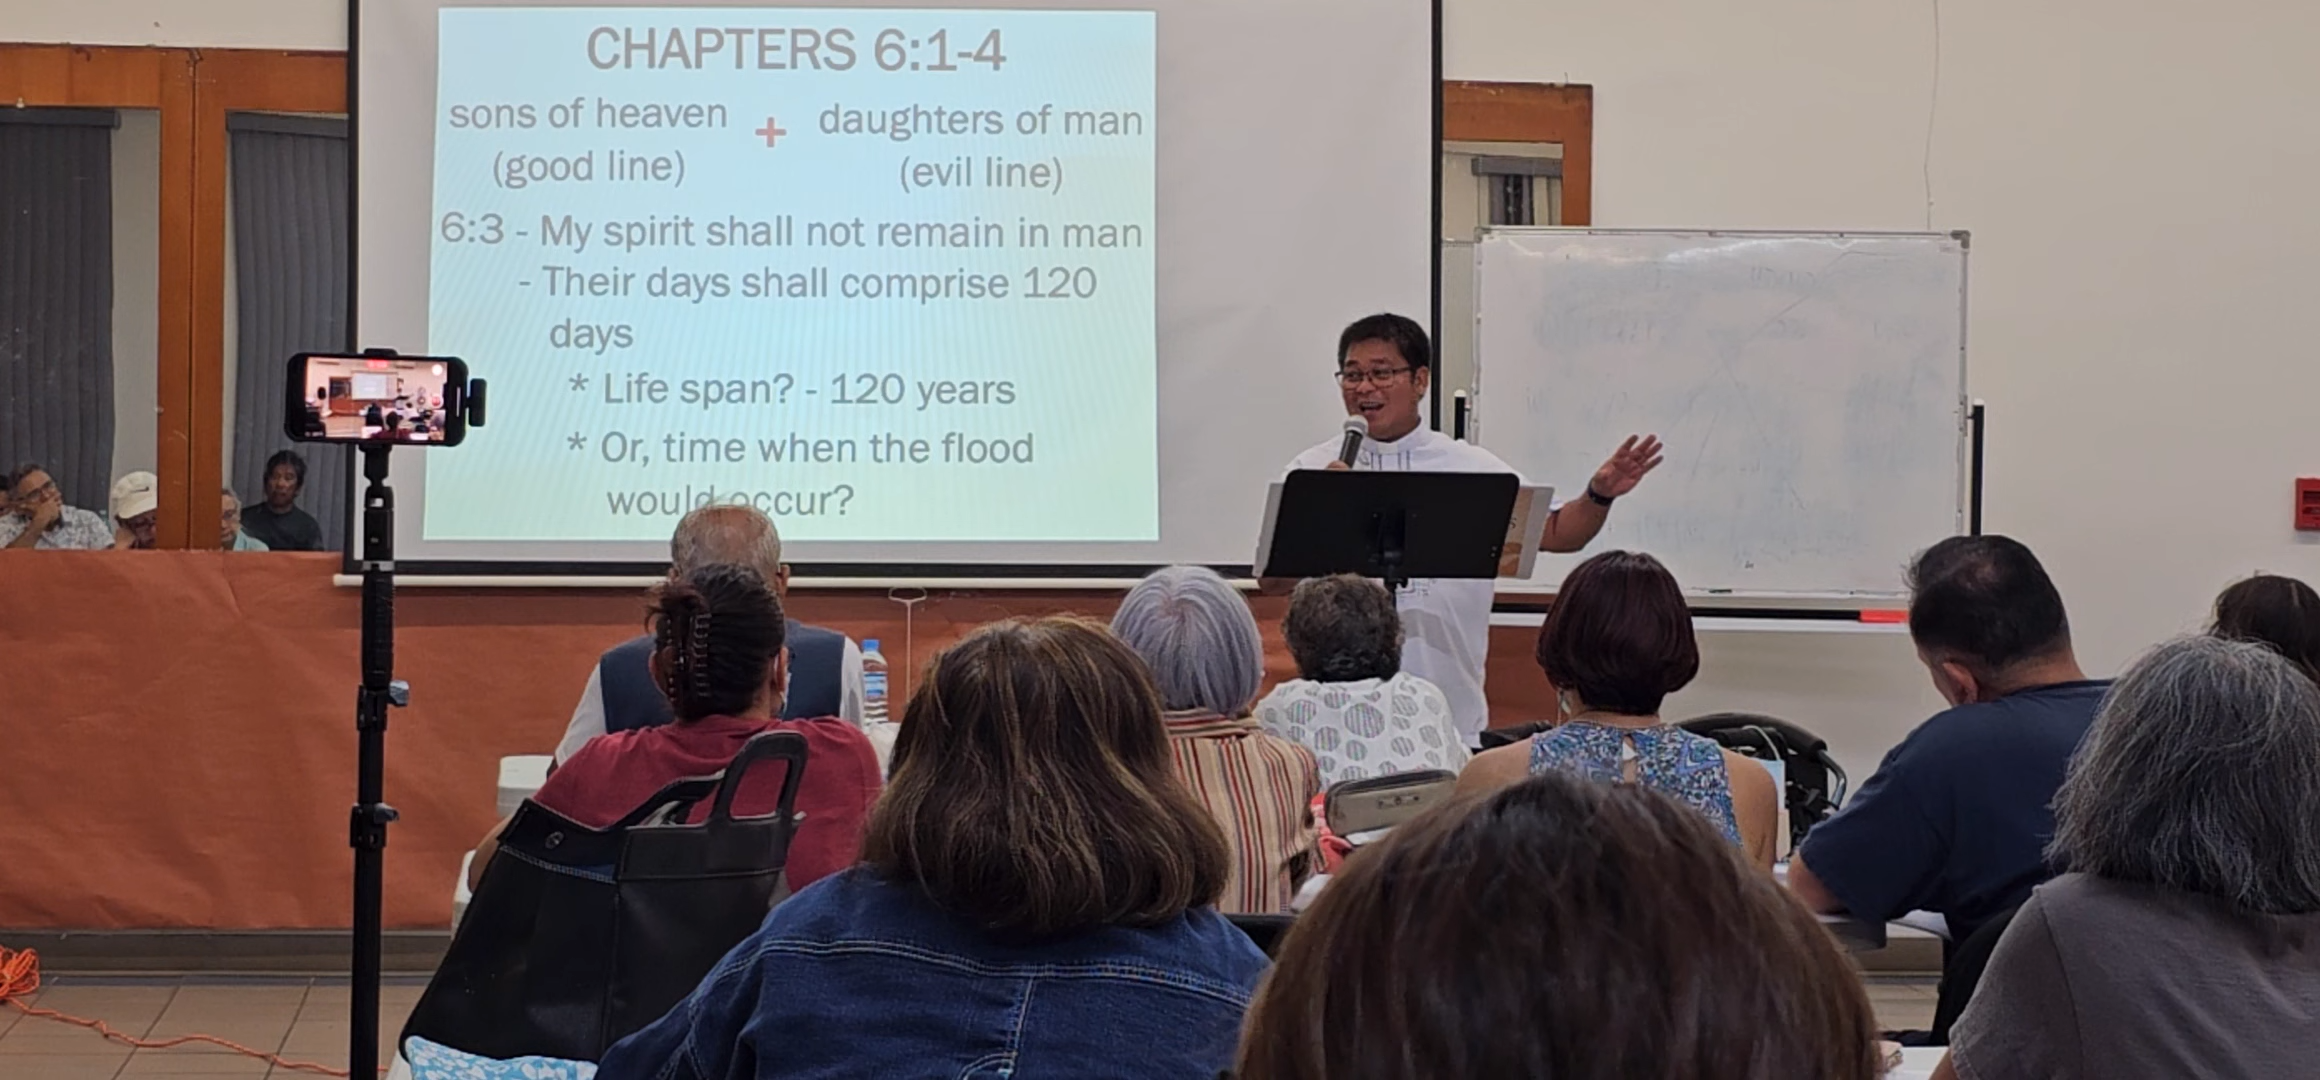 CHAPTERS 6:1-4
sons of heaven + daughters of man
(good line) (evil line)
6:3 - My spirit shall not remain in man
- Their days shall comprise 120
days
* Life span? - 120 years
* Or, time when the flood
would occur?